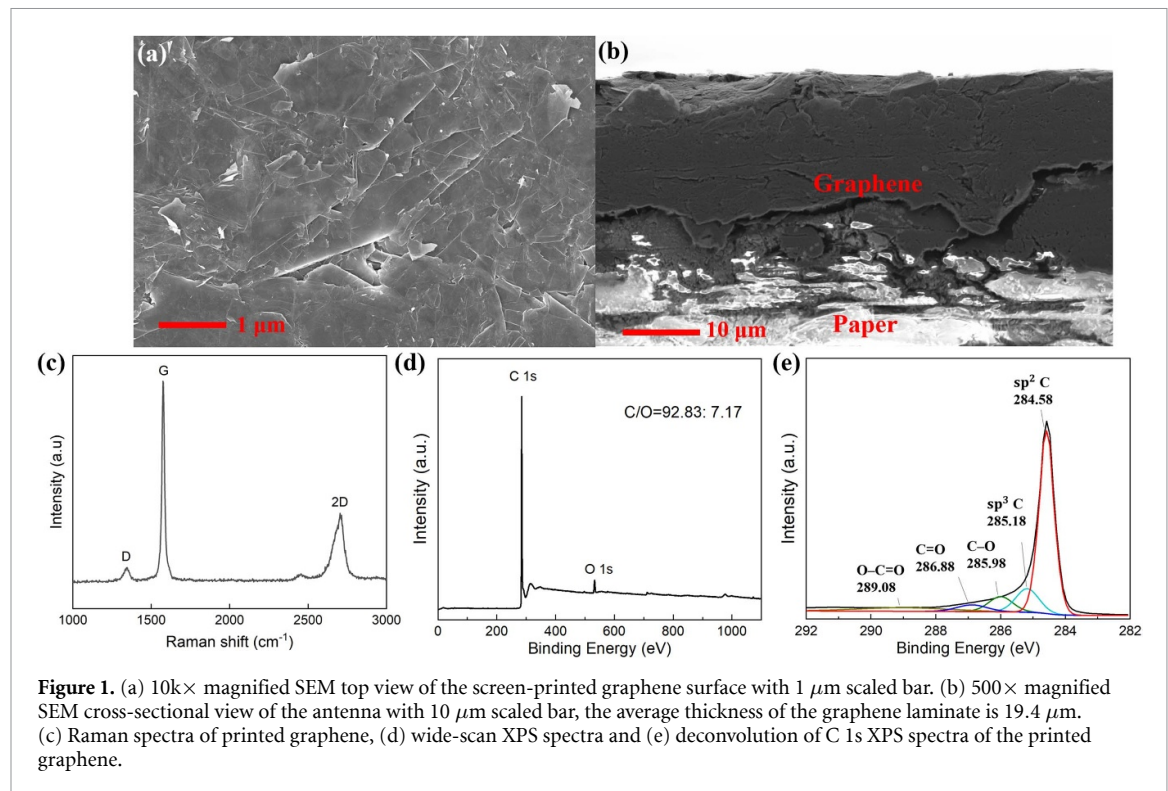 (a)
1 μm
(b)
Graphene
Paper
10 μm
(c)
G
D
2D
Intensity (a.u)
1000 1500 2000 2500 3000
Raman shift (cm-1)
(d)
C 1s
C/O=92.83: 7.17
O 1s
Intensity (a.u.)
0 200 400 600 800 1000
Binding Energy (eV)
(e)
sp2 C
284.58
sp3 C
285.18
C–O
285.98
C=O
286.88
O–C=O
289.08
Intensity (a.u.)
292 290 288 286 284 282
Binding Energy (eV)
Figure 1. (a) 10k× magnified SEM top view of the screen-printed graphene surface with 1 μm scaled bar. (b) 500× magnified
SEM cross-sectional view of the antenna with 10 μm scaled bar, the average thickness of the graphene laminate is 19.4 μm.
(c) Raman spectra of printed graphene, (d) wide-scan XPS spectra and (e) deconvolution of C 1s XPS spectra of the printed
graphene.